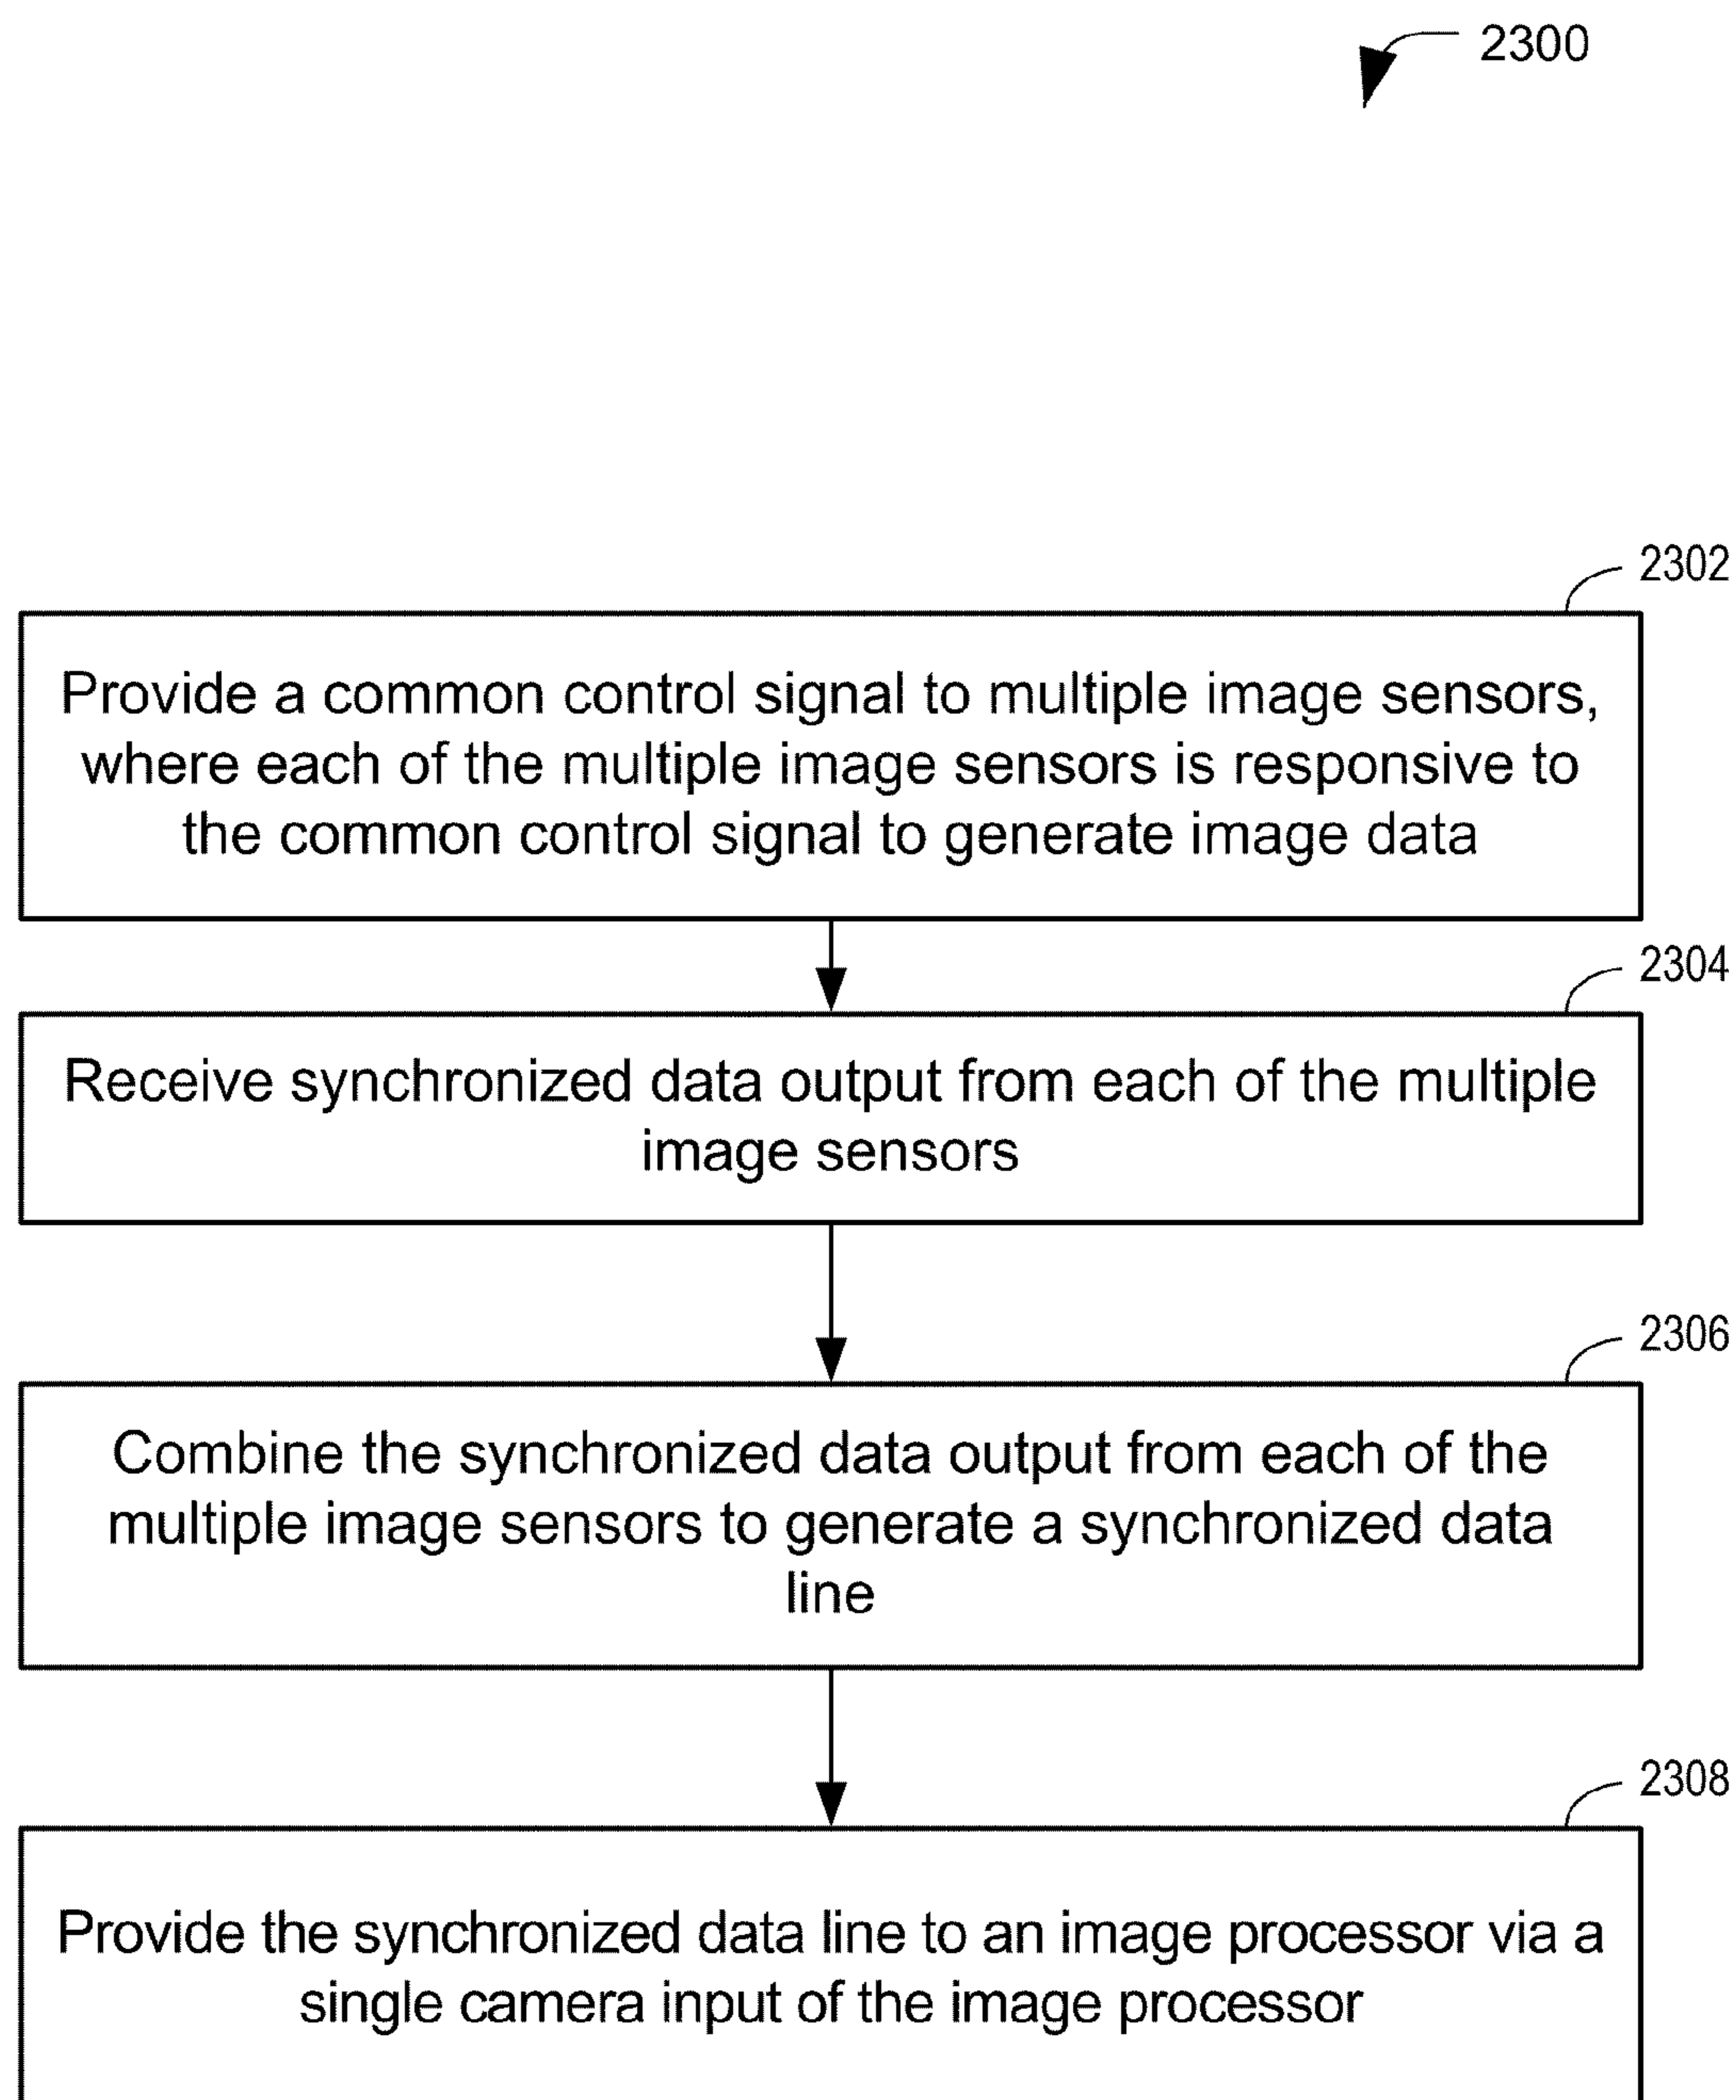 2300
2302
Provide a common control signal to multiple image sensors,
where each of the multiple image sensors is responsive to
the common control signal to generate image data
2304
Receive synchronized data output from each of the multiple
image sensors
2306
Combine the synchronized data output from each of the
multiple image sensors to generate a synchronized data
line
2308
Provide the synchronized data line to an image processor via a
single camera input of the image processor